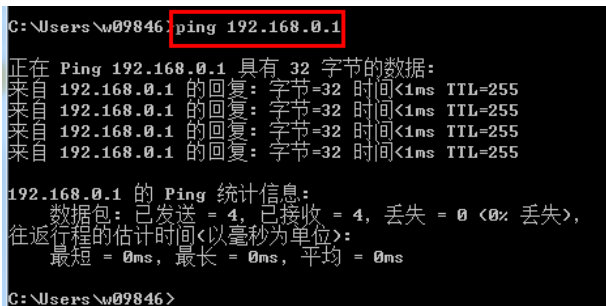 C:\Users\w09846>ping 192.168.0.1
正在 Ping 192.168.0.1 具有 32 字节的数据:
来自 192.168.0.1 的回复: 字节=32 时间<1ms TTL=255
来自 192.168.0.1 的回复: 字节=32 时间<1ms TTL=255
来自 192.168.0.1 的回复: 字节=32 时间<1ms TTL=255
来自 192.168.0.1 的回复: 字节=32 时间<1ms TTL=255
192.168.0.1 的 Ping 统计信息:
数据包: 已发送 = 4, 已接收 = 4, 丢失 = 0 (0% 丢失),
往返行程的估计时间(以毫秒为单位):
最短 = 0ms, 最长 = 0ms, 平均 = 0ms
C:\Users\w09846>